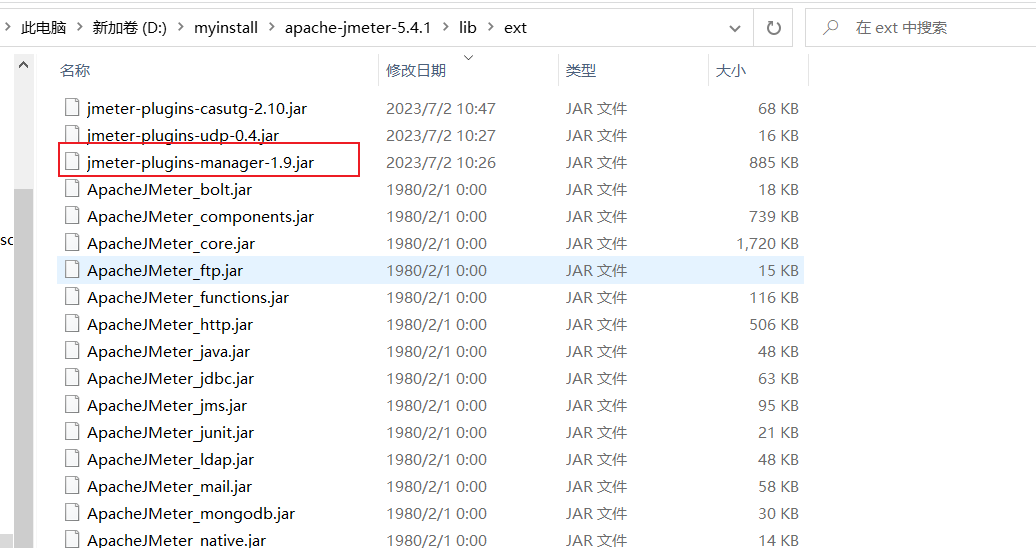 此电脑 > 新加卷 (D:) > myinstall > apache-jmeter-5.4.1 > lib > ext 在 ext 中搜索
名称 修改日期 类型 大小
jmeter-plugins-casutg-2.10.jar 2023/7/2 10:47 JAR 文件 68 KB
jmeter-plugins-udp-0.4.jar 2023/7/2 10:27 JAR 文件 16 KB
jmeter-plugins-manager-1.9.jar 2023/7/2 10:26 JAR 文件 885 KB
ApacheJMeter_bolt.jar 1980/2/1 0:00 JAR 文件 18 KB
ApacheJMeter_components.jar 1980/2/1 0:00 JAR 文件 739 KB
ApacheJMeter_core.jar 1980/2/1 0:00 JAR 文件 1,720 KB
ApacheJMeter_ftp.jar 1980/2/1 0:00 JAR 文件 15 KB
ApacheJMeter_functions.jar 1980/2/1 0:00 JAR 文件 116 KB
ApacheJMeter_http.jar 1980/2/1 0:00 JAR 文件 506 KB
ApacheJMeter_java.jar 1980/2/1 0:00 JAR 文件 48 KB
ApacheJMeter_jdbc.jar 1980/2/1 0:00 JAR 文件 63 KB
ApacheJMeter_jms.jar 1980/2/1 0:00 JAR 文件 95 KB
ApacheJMeter_junit.jar 1980/2/1 0:00 JAR 文件 21 KB
ApacheJMeter_ldap.jar 1980/2/1 0:00 JAR 文件 48 KB
ApacheJMeter_mail.jar 1980/2/1 0:00 JAR 文件 58 KB
ApacheJMeter_mongodb.jar 1980/2/1 0:00 JAR 文件 30 KB
ApacheJMeter_native.jar 1980/2/1 0:00 JAR 文件 14 KB